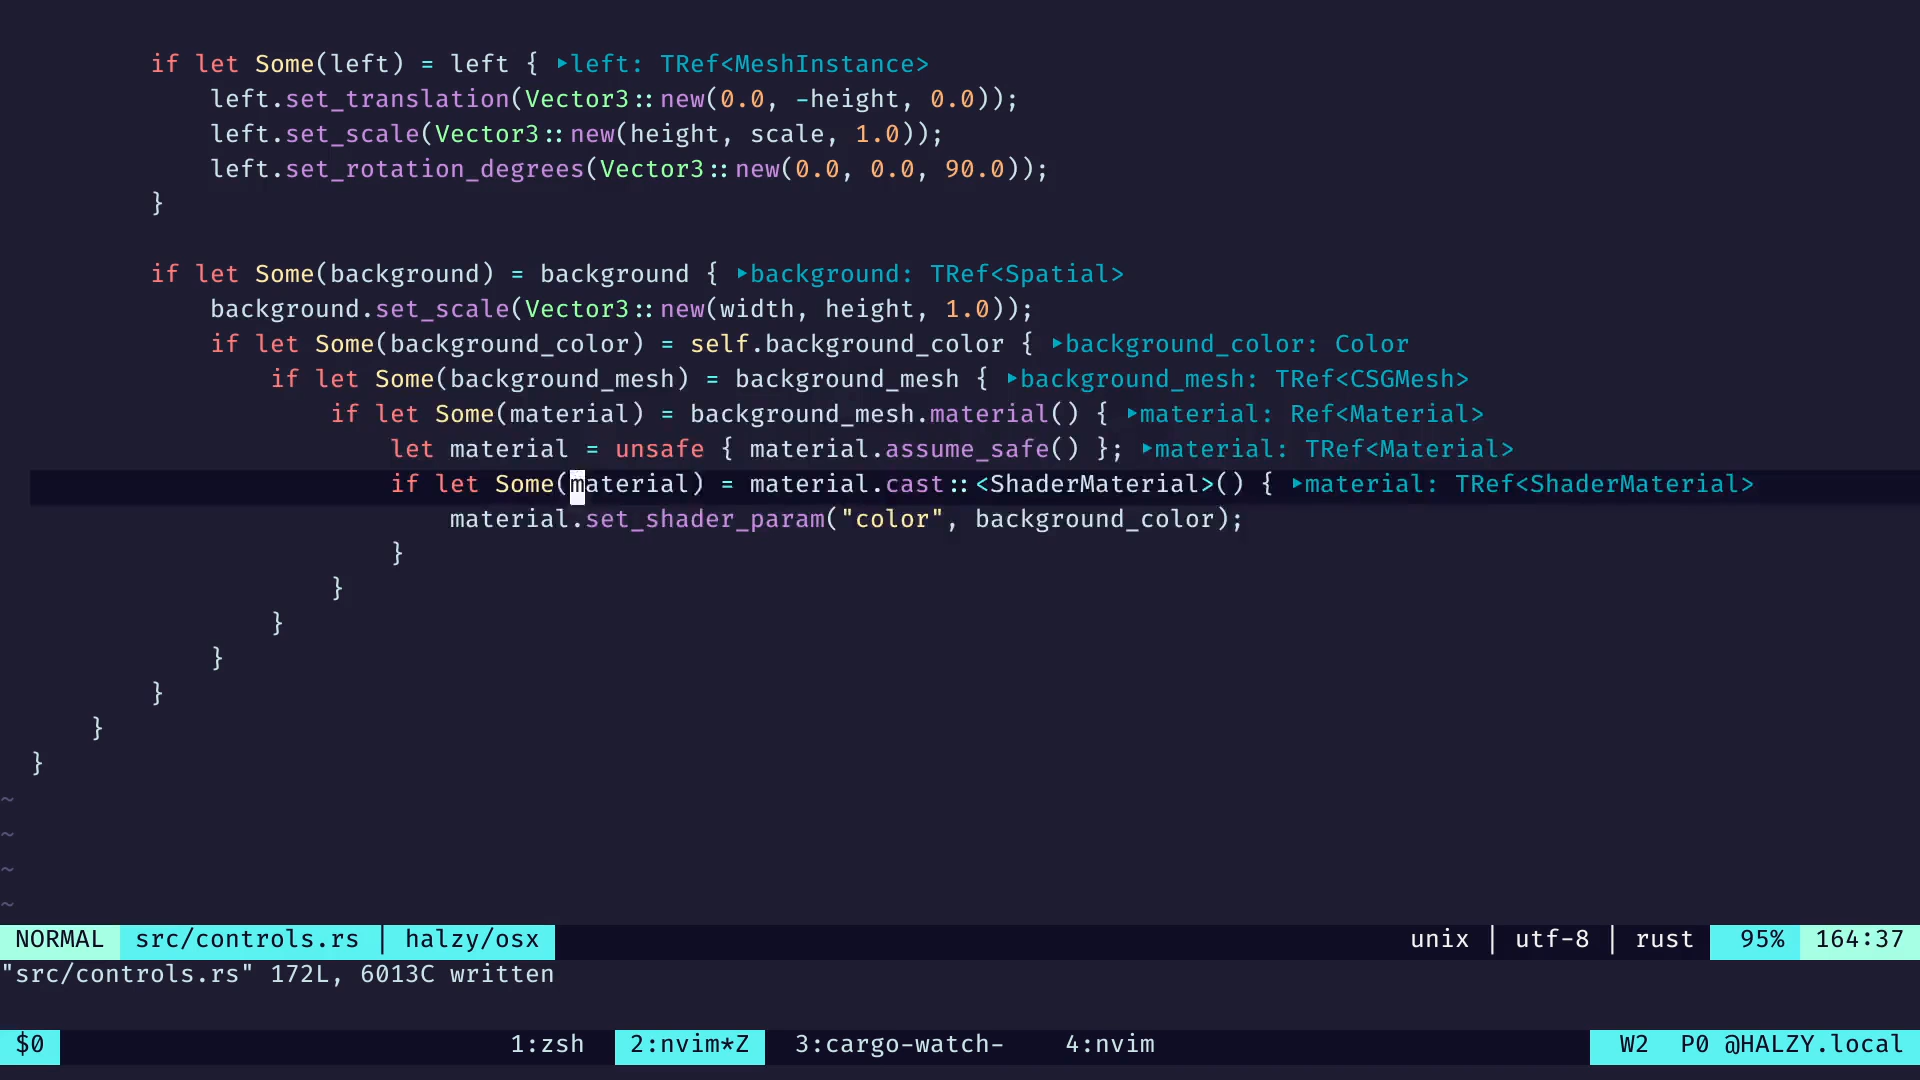 if let Some(left) = left { ‣left: TRef<MeshInstance>
left.set_translation(Vector3::new(0.0, -height, 0.0));
left.set_scale(Vector3::new(height, scale, 1.0));
left.set_rotation_degrees(Vector3::new(0.0, 0.0, 90.0));
}
if let Some(background) = background { ‣background: TRef<Spatial>
background.set_scale(Vector3::new(width, height, 1.0));
if let Some(background_color) = self.background_color { ‣background_color: Color
if let Some(background_mesh) = background_mesh { ‣background_mesh: TRef<CSGMesh>
if let Some(material) = background_mesh.material() { ‣material: Ref<Material>
let material = unsafe { material.assume_safe() }; ‣material: TRef<Material>
if let Some(material) = material.cast::<ShaderMaterial>() { ‣material: TRef<ShaderMaterial>
material.set_shader_param("color", background_color);
}
}
}
}
}
}
}
~
~
~
~
NORMAL src/controls.rs | halzy/osx unix | utf-8 | rust 95% 164:37
"src/controls.rs" 172L, 6013C written
$0 1:zsh 2:nvim*Z 3:cargo-watch- 4:nvim W2 P0 @HALZY.local